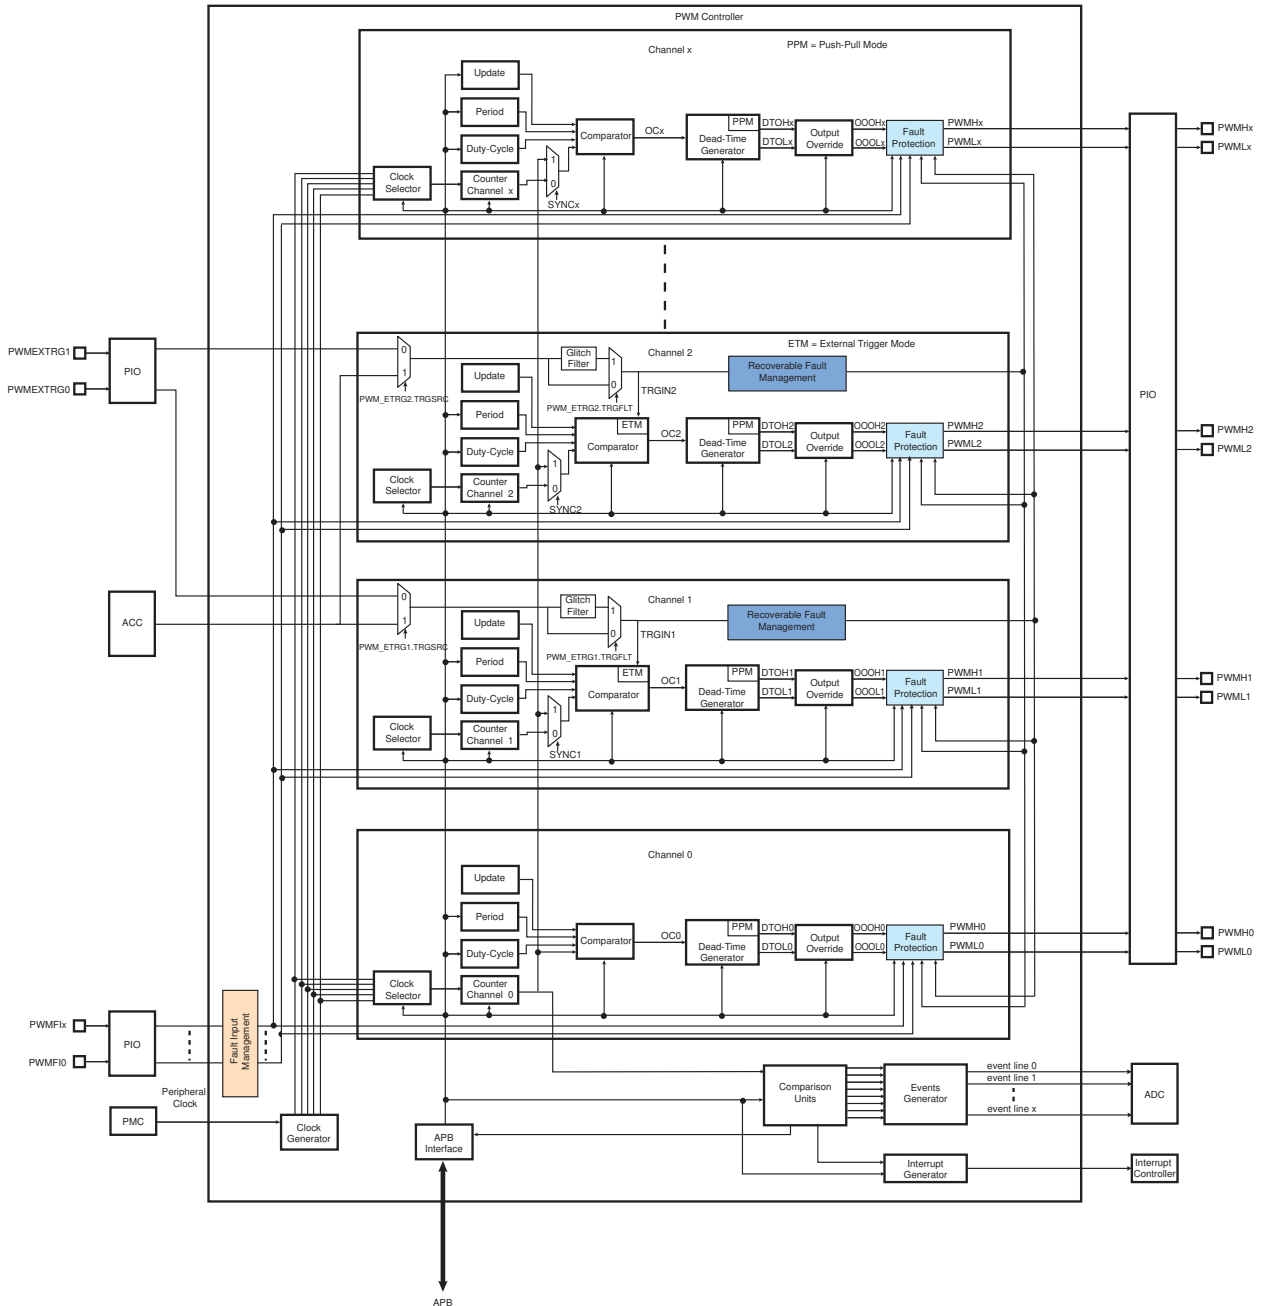 PWM Controller
Channel x
PPM = Push-Pull Mode
Update
Period
Duty-Cycle
Clock
Selector
Counter
Channel x
1
0
SYNCx
Comparator
OCx
PPM
Dead-Time
Generator
DTOHx
DTOLx
Output
Override
OOOHx
OOOLx
Fault
Protection
PWMHx
PWMLx
PWMHx
PWMLx
PIO
PWMEXTRG1
PWMEXTRG0
PIO
Channel 2
ETM = External Trigger Mode
0
1
PWM_ETRG2.TRGSRC
Glitch
Filter
1
0
PWM_ETRG2.TRGFLT
TRGIN2
Recoverable Fault
Management
Update
Period
Duty-Cycle
Clock
Selector
Counter
Channel 2
1
0
SYNC2
ETM
Comparator
OC2
PPM
Dead-Time
Generator
DTOH2
DTOL2
Output
Override
OOOH2
OOOL2
Fault
Protection
PWMH2
PWML2
PWMH2
PWML2
ACC
Channel 1
0
1
PWM_ETRG1.TRGSRC
Glitch
Filter
1
0
PWM_ETRG1.TRGFLT
TRGIN1
Recoverable Fault
Management
Update
Period
Duty-Cycle
Clock
Selector
Counter
Channel 1
1
0
SYNC1
ETM
Comparator
OC1
PPM
Dead-Time
Generator
DTOH1
DTOL1
Output
Override
OOOH1
OOOL1
Fault
Protection
PWMH1
PWML1
PWMH1
PWML1
Channel 0
Update
Period
Duty-Cycle
Clock
Selector
Counter
Channel 0
Comparator
OC0
PPM
Dead-Time
Generator
DTOH0
DTOL0
Output
Override
OOOH0
OOOL0
Fault
Protection
PWMH0
PWML0
PWMH0
PWML0
PWMFIx
PWMFI0
PIO
Fault Input
Management
Peripheral
Clock
PMC
Clock
Generator
APB
Interface
APB
Comparison
Units
Events
Generator
event line 0
event line 1
event line x
ADC
Interrupt
Generator
Interrupt
Controller